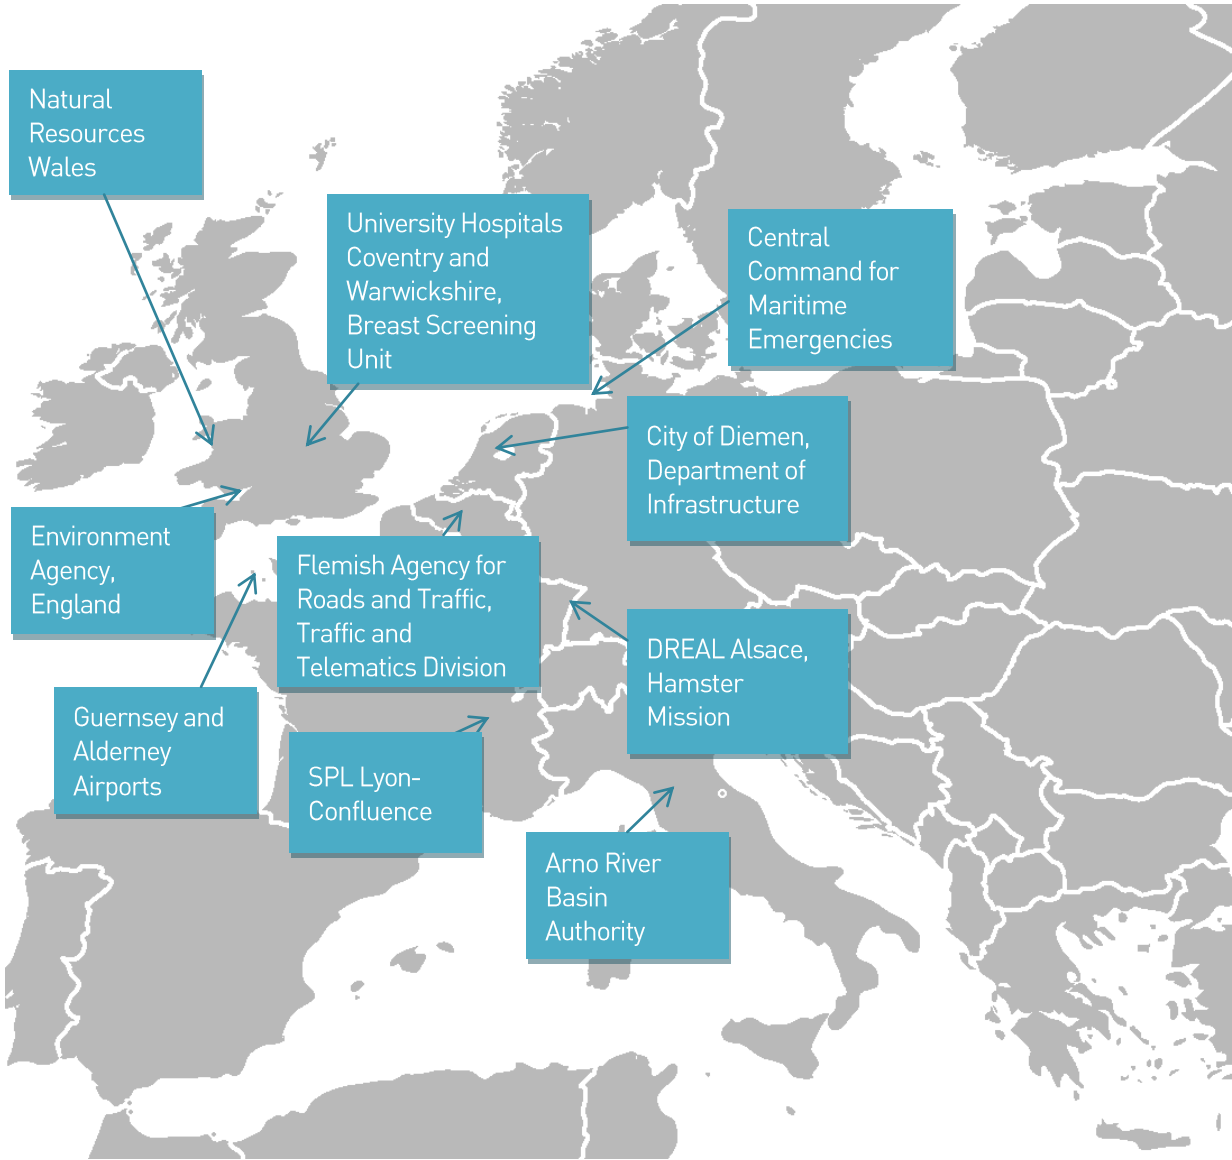 Natural
Resources
Wales
University Hospitals
Coventry and
Warwickshire,
Breast Screening
Unit
Central
Command for
Maritime
Emergencies
City of Diemen,
Department of
Infrastructure
Environment
Agency,
England
Flemish Agency for
Roads and Traffic,
Traffic and
Telematics Division
DREAL Alsace,
Hamster
Mission
Guernsey and
Alderney
Airports
SPL Lyon-
Confluence
Arno River
Basin
Authority